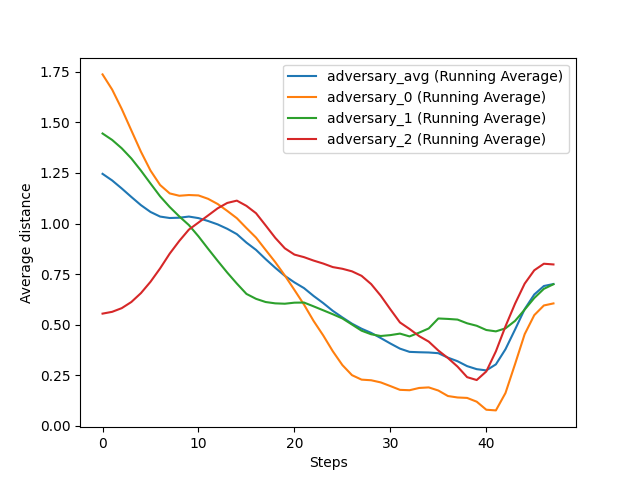 adversary_avg (Running Average)
adversary_0 (Running Average)
adversary_1 (Running Average)
adversary_2 (Running Average)
1.75
1.50
1.25
1.00
0.75
0.50
0.25
0.00
Average distance
0 10 20 30 40
Steps